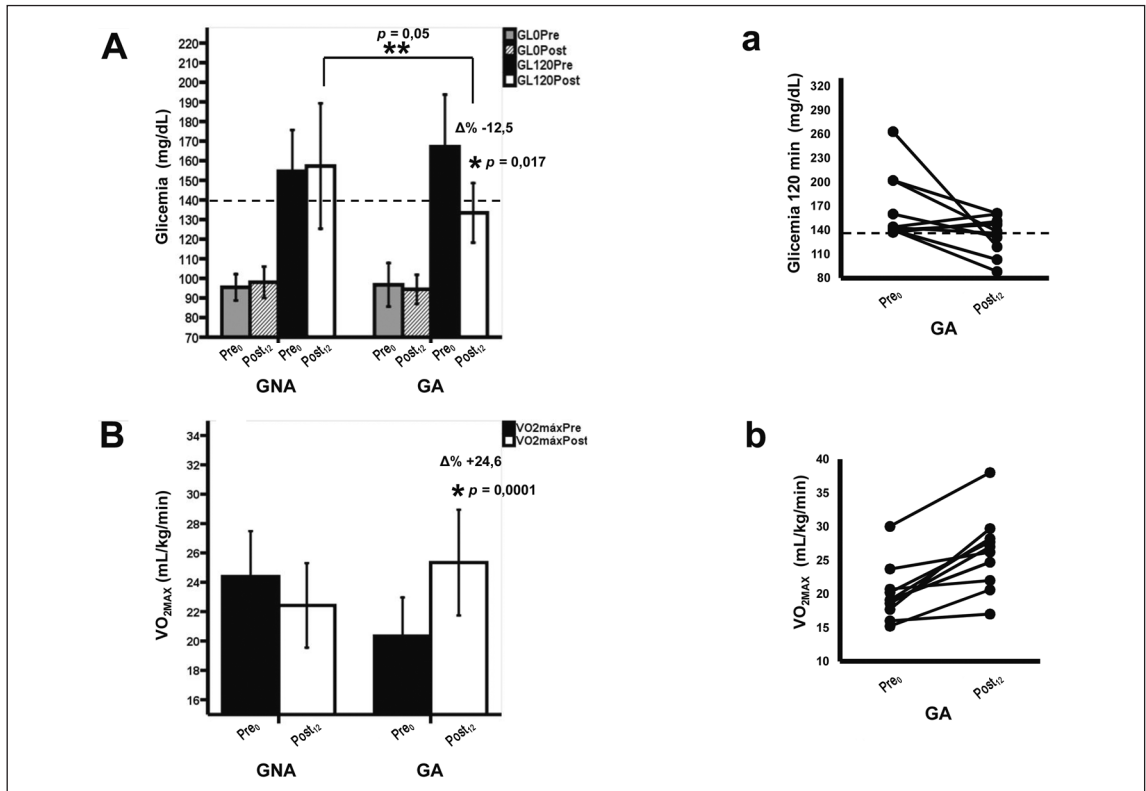 A
Glicemia (mg/dL)
220
210
200
190
180
170
160
150
140
130
120
110
100
90
80
70
p = 0,05
**
GL0Pre
GL0Post
GL120Pre
GL120Post
Δ% -12,5
* p = 0,017
Pre0 Post12 Pre0 Post12 Pre0 Post12 Pre0 Post12
GNA GA
a
Glicemia 120 min (mg/dL)
320
290
260
230
200
170
140
110
80
Pre0 Post12
GA
B
VO2MAX (mL/kg/min)
34
32
30
28
26
24
22
20
18
16
VO2máxPre
VO2máxPost
Δ% +24,6
* p = 0,0001
Pre0 Post12 Pre0 Post12
GNA GA
b
VO2MAX (mL/kg/min)
40
35
30
25
20
15
10
Pre0 Post12
GA